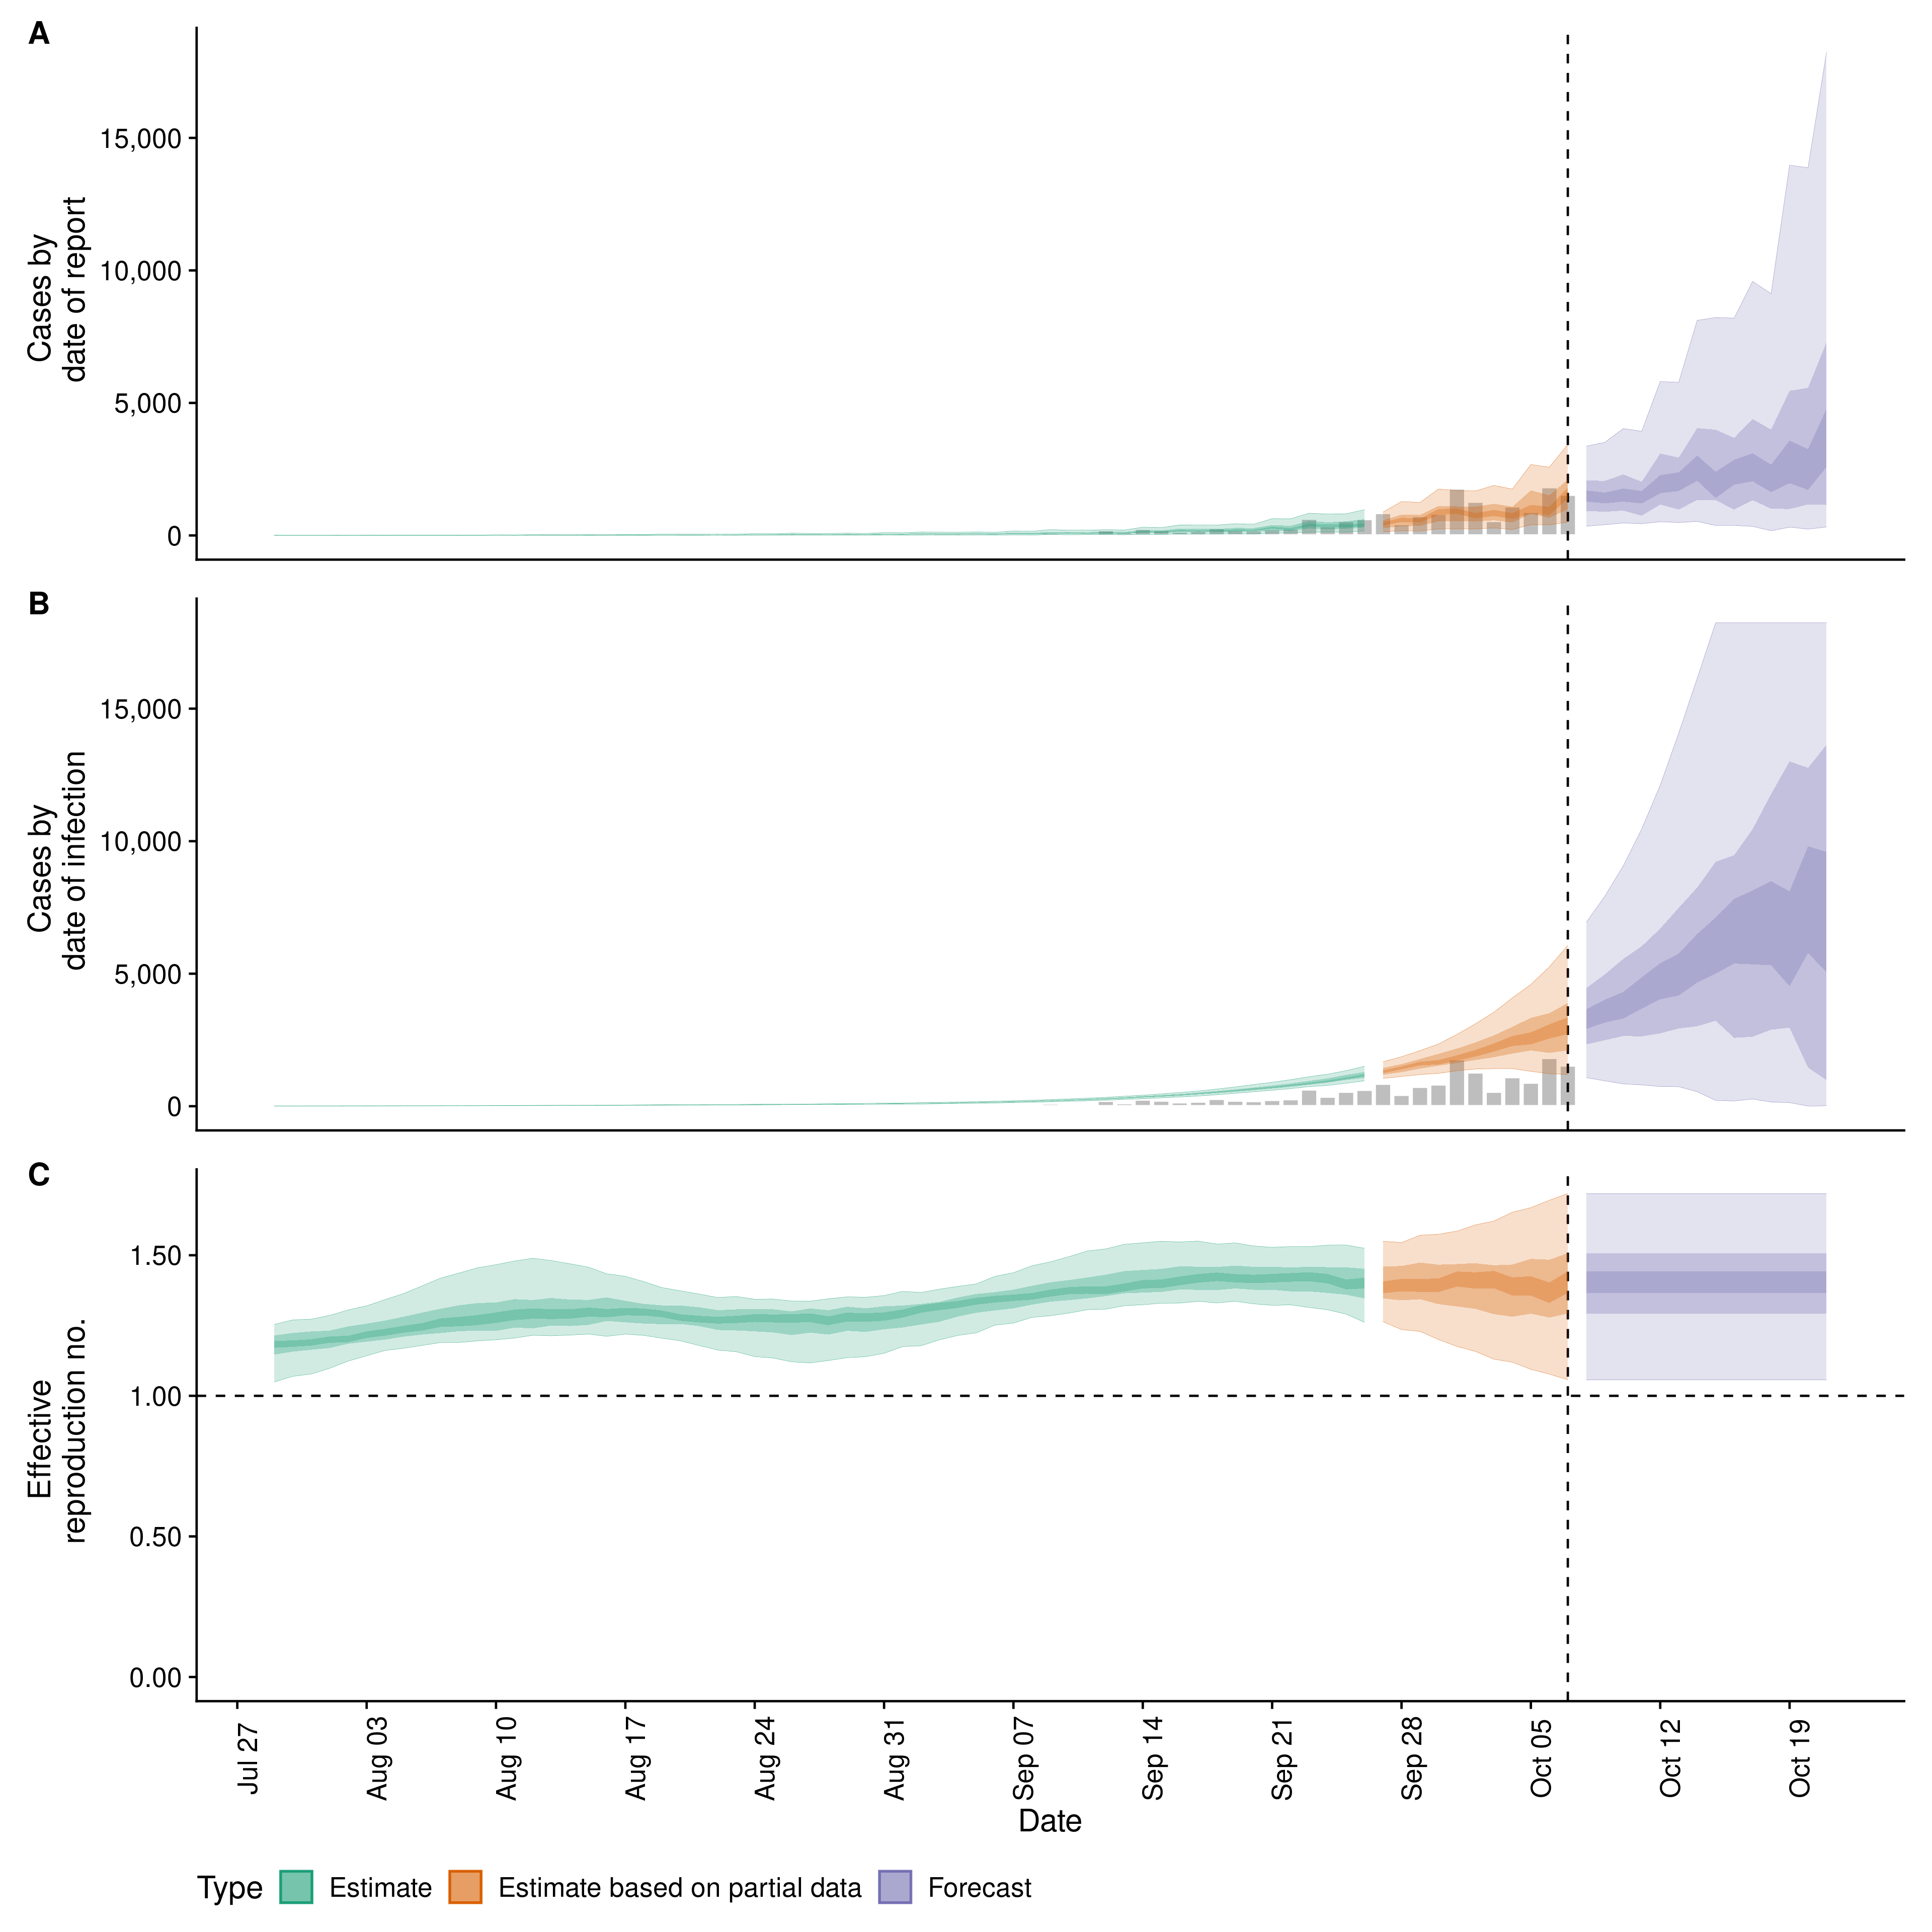 A
Cases by
date of report
15,000
10,000
5,000
0
B
Cases by
date of infection
15,000
10,000
5,000
0
C
Effective
reproduction no.
1.50
1.00
0.50
0.00
Jul 27
Aug 03
Aug 10
Aug 17
Aug 24
Aug 31
Sep 07
Sep 14
Sep 21
Sep 28
Oct 05
Oct 12
Oct 19
Date
Type Estimate Estimate based on partial data Forecast